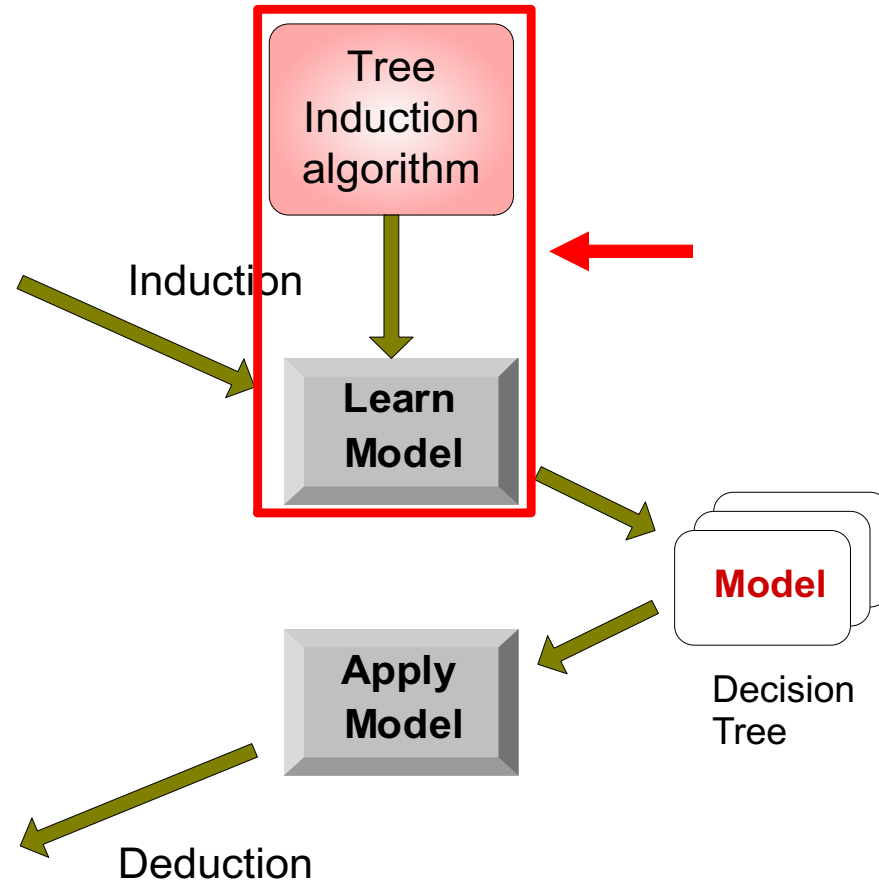 Tree
Induction
algorithm
Induction
Learn
Model
Model
Apply
Model
Decision
Tree
Deduction